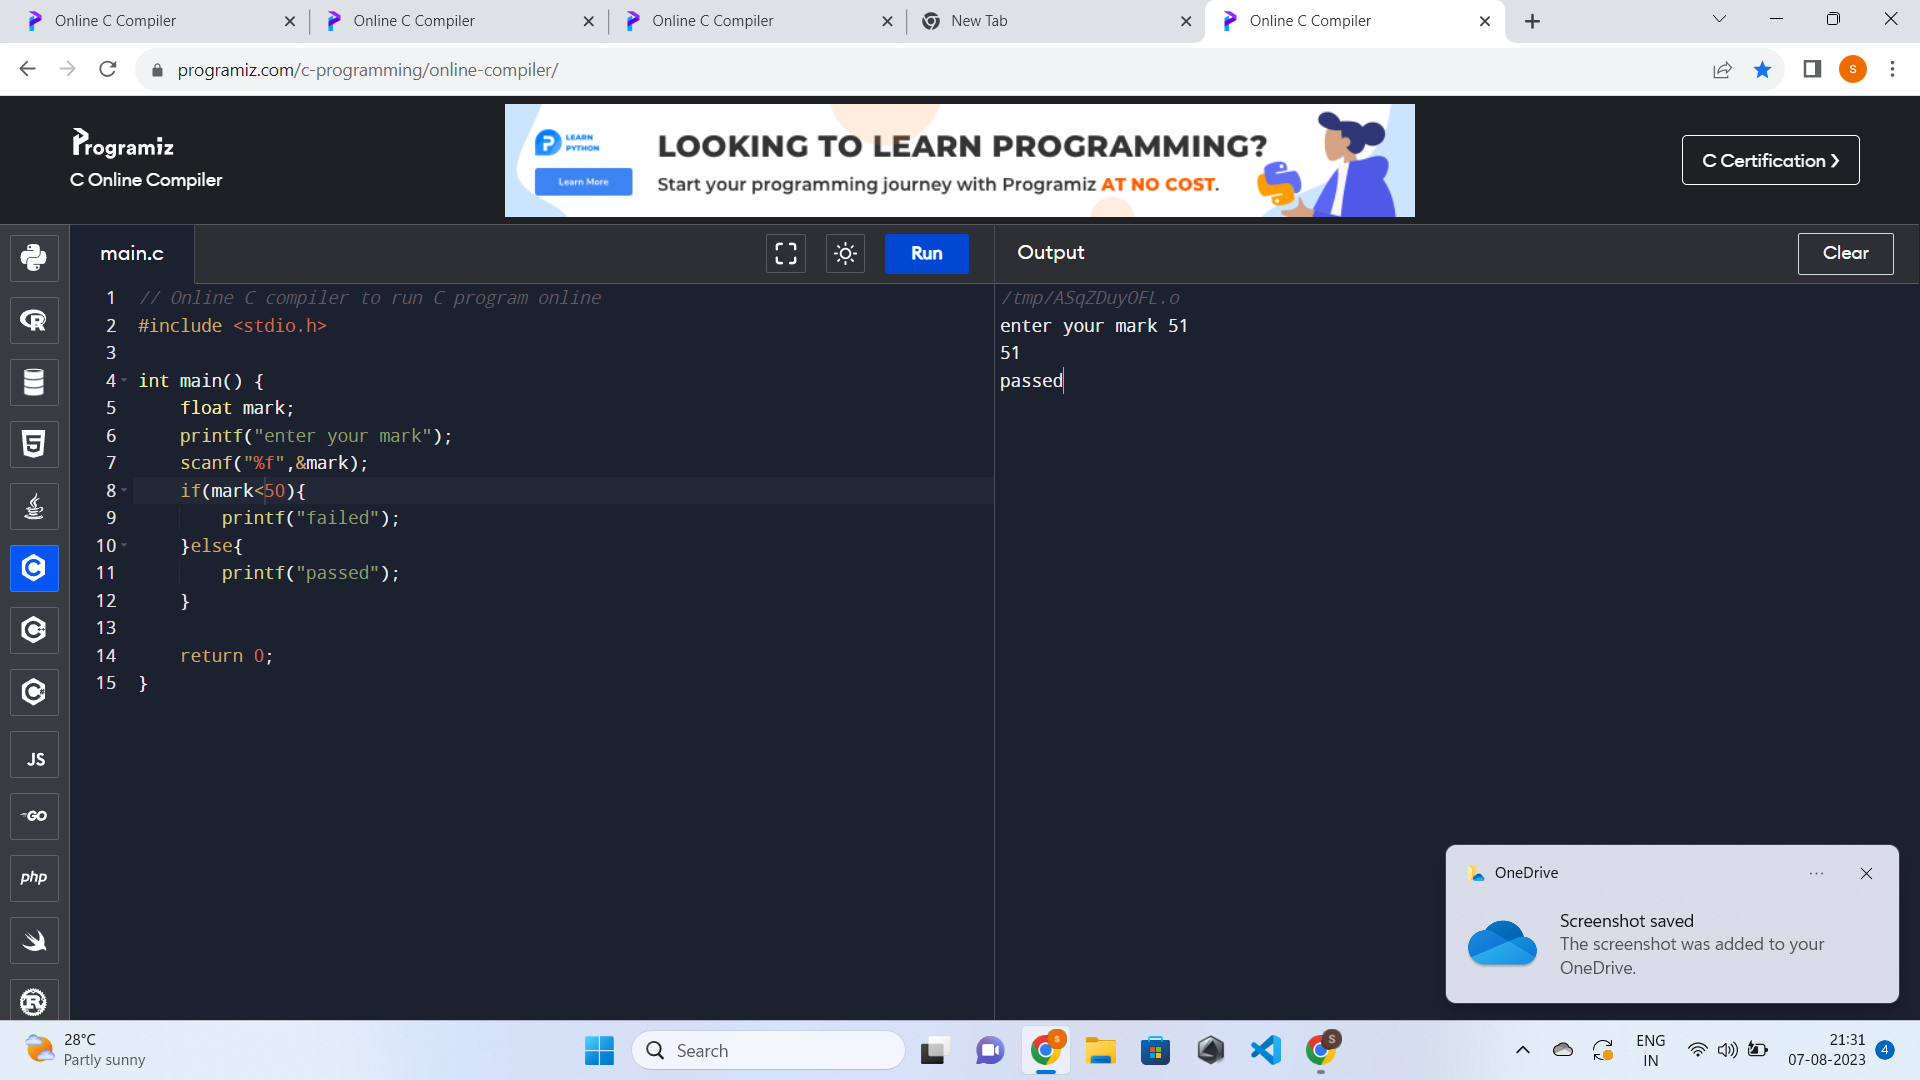 Online C Compiler
Online C Compiler
Online C Compiler
New Tab
Online C Compiler
programiz.com/c-programming/online-compiler/
s
Programiz
C Online Compiler
LEARN
PYTHON
Learn More
LOOKING TO LEARN PROGRAMMING?
Start your programming journey with Programiz AT NO COST.
C Certification ❯
main.c
Run
Output
Clear
1 // Online C compiler to run C program online
2 #include <stdio.h>
3
4 int main() {
5     float mark;
6     printf("enter your mark");
7     scanf("%f",&mark);
8     if(mark<50){
9         printf("failed");
10     }else{
11         printf("passed");
12     }
13
14     return 0;
15 }
/tmp/ASqZDuyOFL.o
enter your mark 51
51
passed
JS
GO
php
OneDrive
Screenshot saved
The screenshot was added to your
OneDrive.
28°C
Partly sunny
Search
S
S
ENG
IN
21:31
07-08-2023
4